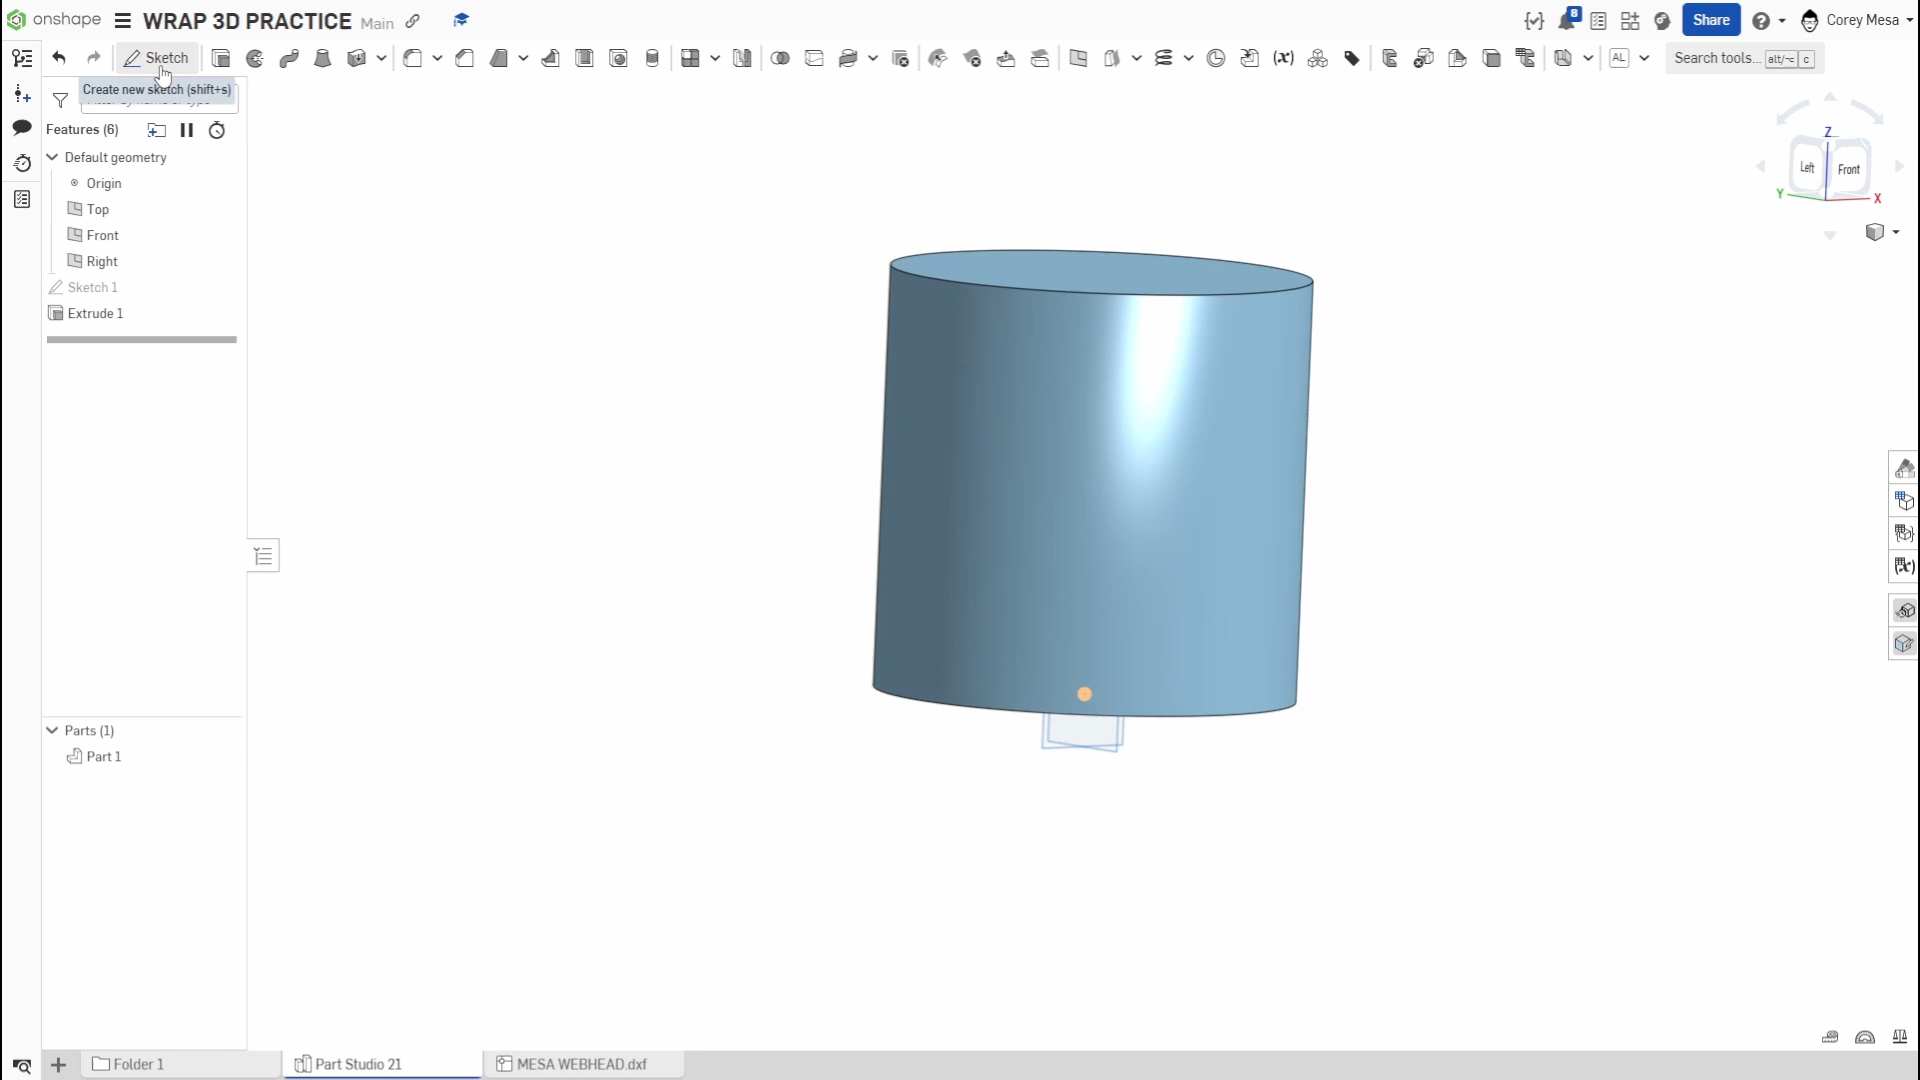 onshape WRAP 3D PRACTICE Main 8 Share Corey Mesa
Sketch AL Search tools... alt/⌥ c
Create new sketch (shift+s)
Features (6)
Default geometry
Origin
Top
Front
Right
Sketch 1
Extrude 1
Parts (1)
Part 1
Z
Left Front
Y X
Folder 1 Part Studio 21 MESA WEBHEAD.dxf